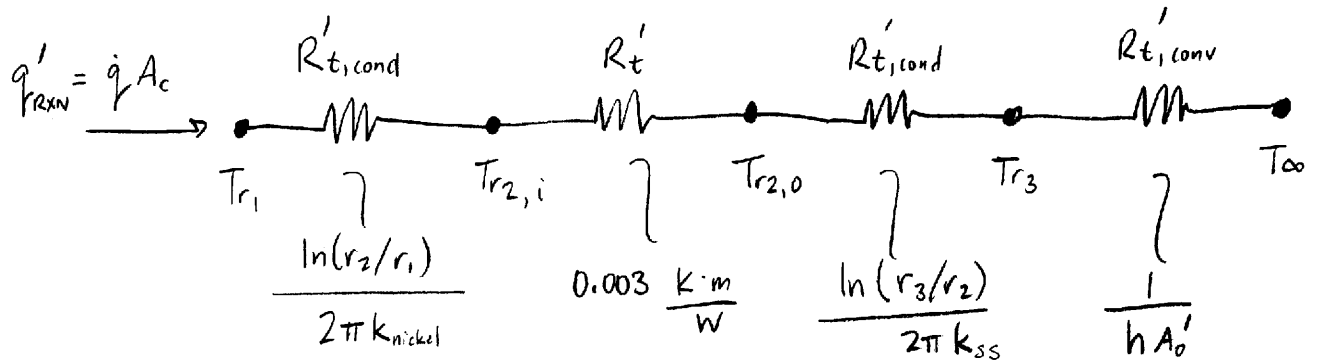 q'RXN = q̇ Ac
R't,cond
R't
R't,cond
R't,conv
Tr1
Tr2,i
Tr2,o
Tr3
T∞
ln(r2/r1)
2π knickel
0.003 K·m
W
ln(r3/r2)
2π kss
1
h A'o